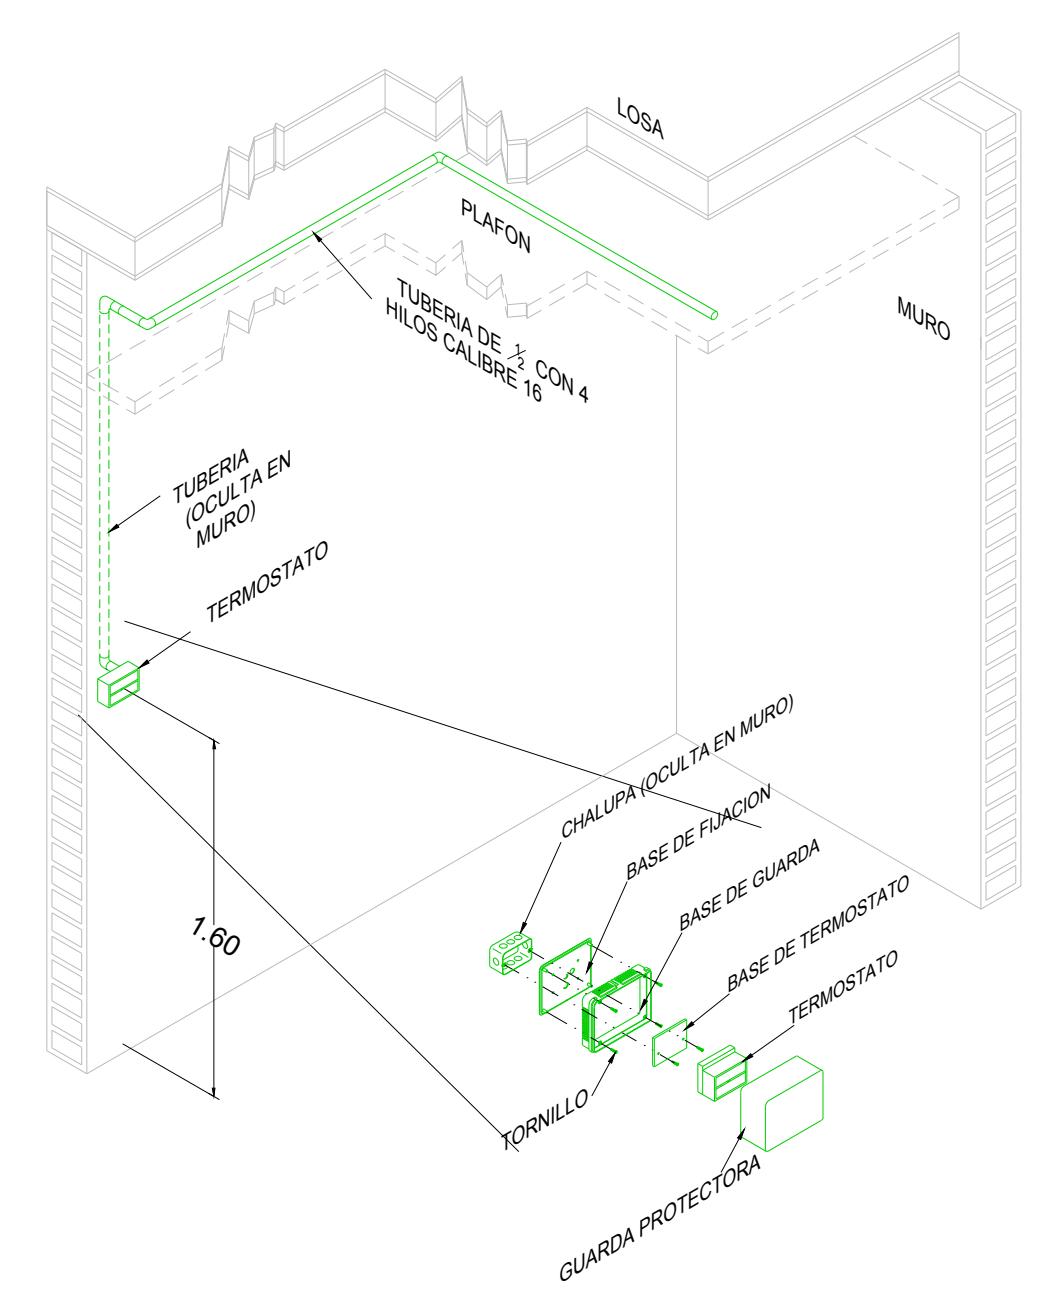 LOSA
PLAFON
MURO
TUBERIA DE 1/2 CON 4
HILOS CALIBRE 16
TUBERIA
(OCULTA EN
MURO)
TERMOSTATO
1.60
CHALUPA (OCULTA EN MURO)
BASE DE FIJACION
BASE DE GUARDA
BASE DE TERMOSTATO
TERMOSTATO
TORNILLO
GUARDA PROTECTORA